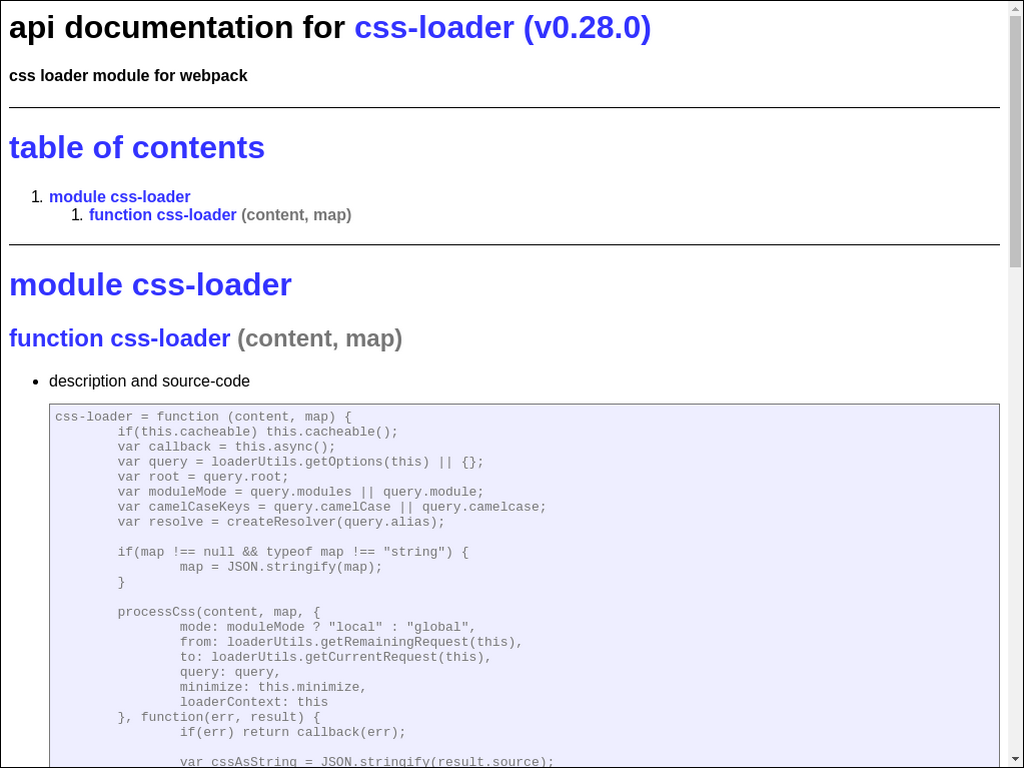 api documentation for css-loader (v0.28.0)
css loader module for webpack
table of contents
1. module css-loader
1. function css-loader (content, map)
module css-loader
function css-loader (content, map)
• description and source-code
css-loader = function (content, map) {
        if(this.cacheable) this.cacheable();
        var callback = this.async();
        var query = loaderUtils.getOptions(this) || {};
        var root = query.root;
        var moduleMode = query.modules || query.module;
        var camelCaseKeys = query.camelCase || query.camelcase;
        var resolve = createResolver(query.alias);

        if(map !== null && typeof map !== "string") {
                map = JSON.stringify(map);
        }

        processCss(content, map, {
                mode: moduleMode ? "local" : "global",
                from: loaderUtils.getRemainingRequest(this),
                to: loaderUtils.getCurrentRequest(this),
                query: query,
                minimize: this.minimize,
                loaderContext: this
        }, function(err, result) {
                if(err) return callback(err);

                var cssAsString = JSON.stringify(result.source);